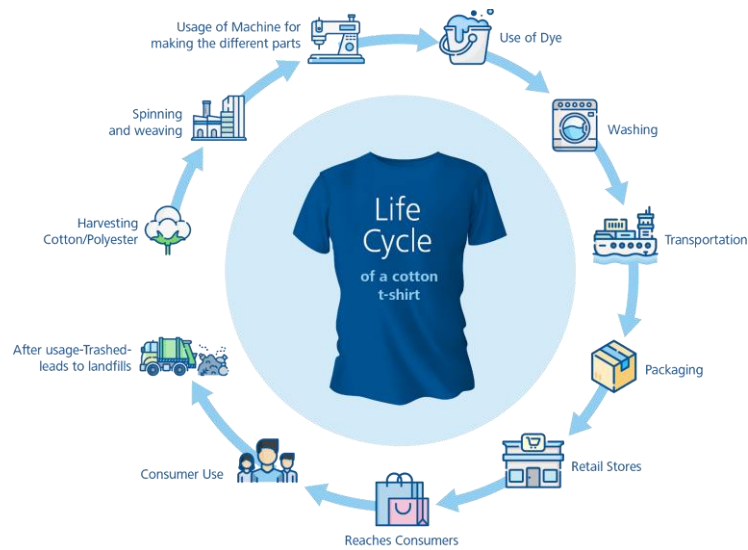 Usage of Machine for
making the different parts
Use of Dye
Spinning
and weaving
Washing
Harvesting
Cotton/Polyester
Life
Cycle
of a cotton
t-shirt
Transportation
After usage-Trashed-
leads to landfills
Packaging
Consumer Use
Retail Stores
Reaches Consumers